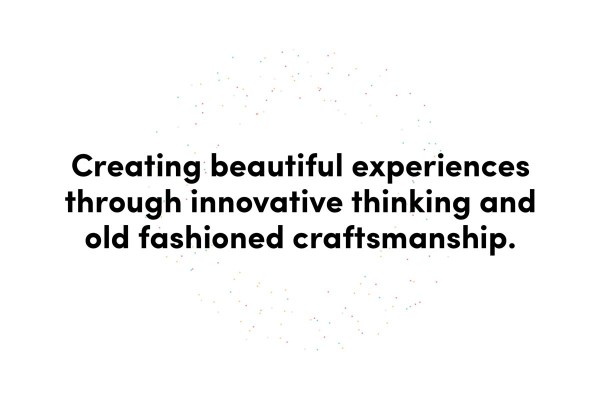 Creating beautiful experiences
through innovative thinking and
old fashioned craftsmanship.